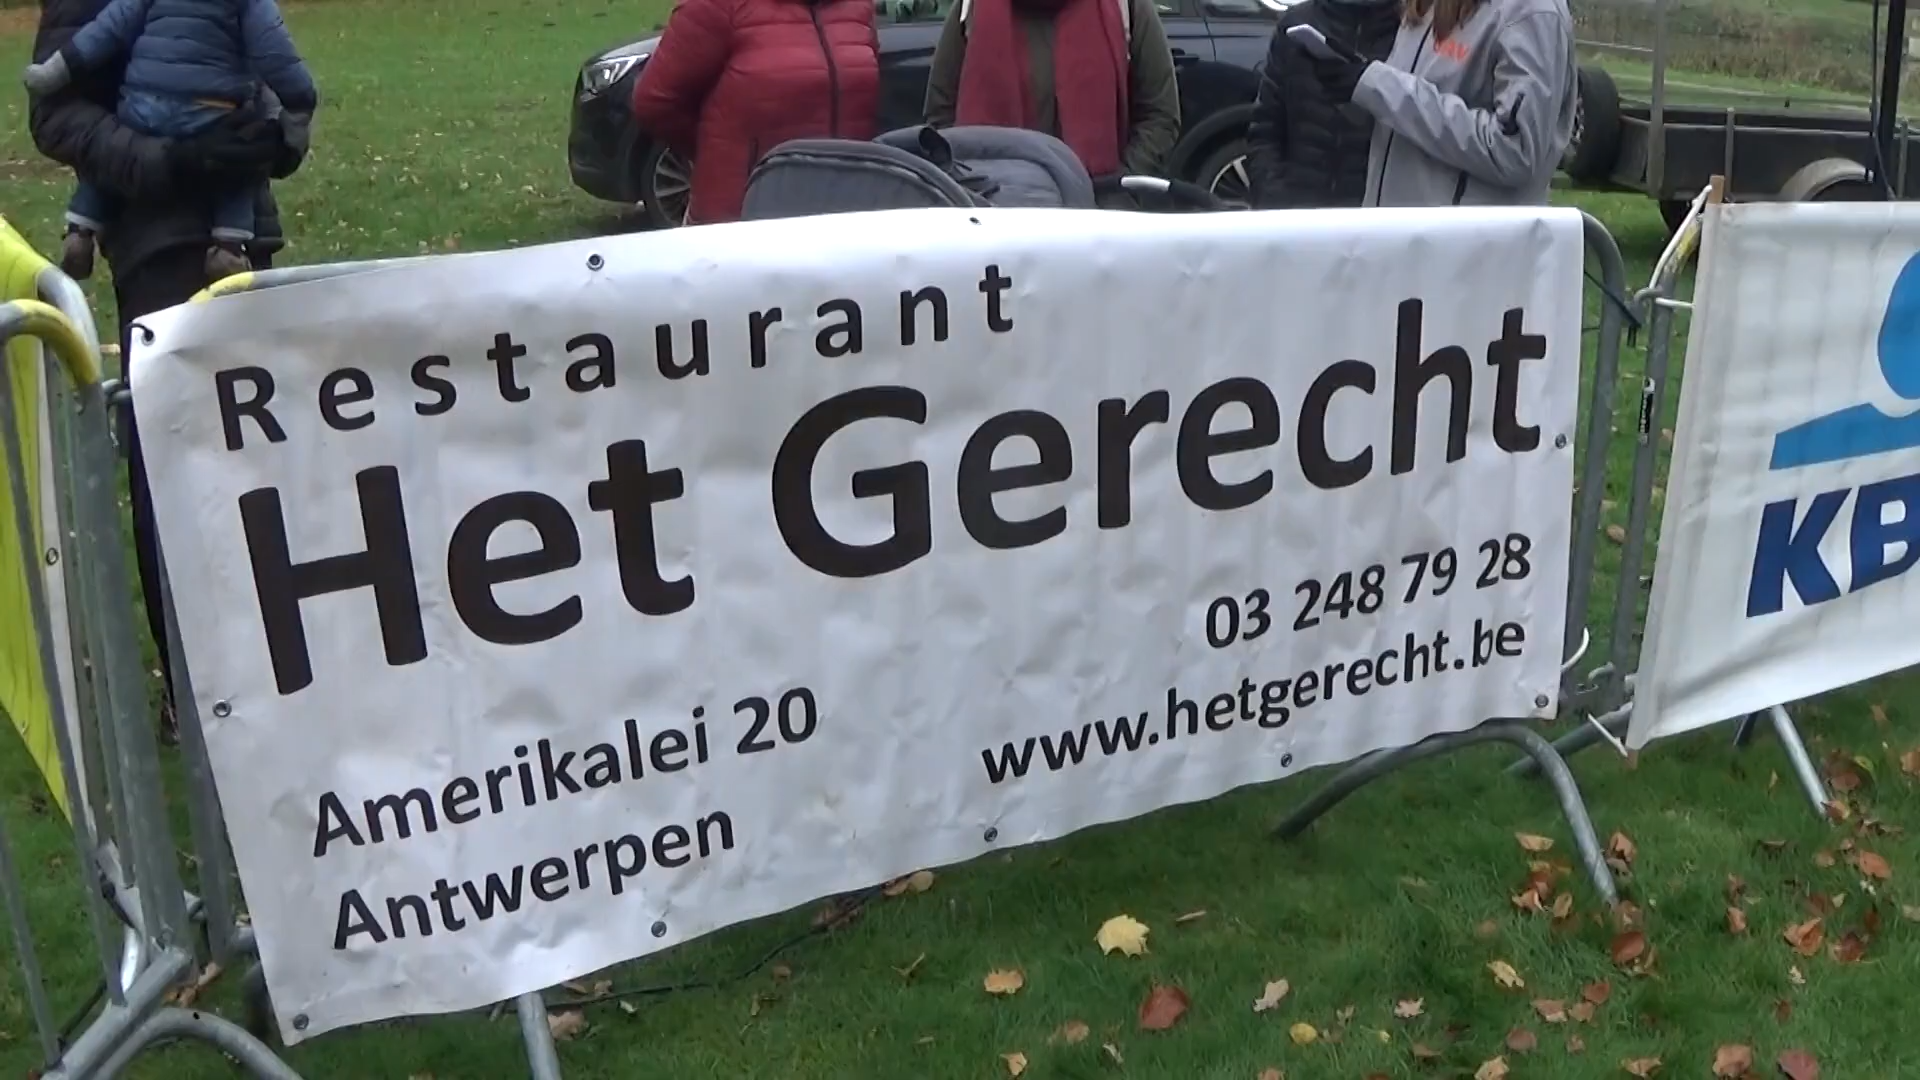 Restaurant
Het Gerecht
03 248 79 28
www.hetgerecht.be
Amerikalei 20
Antwerpen
KB